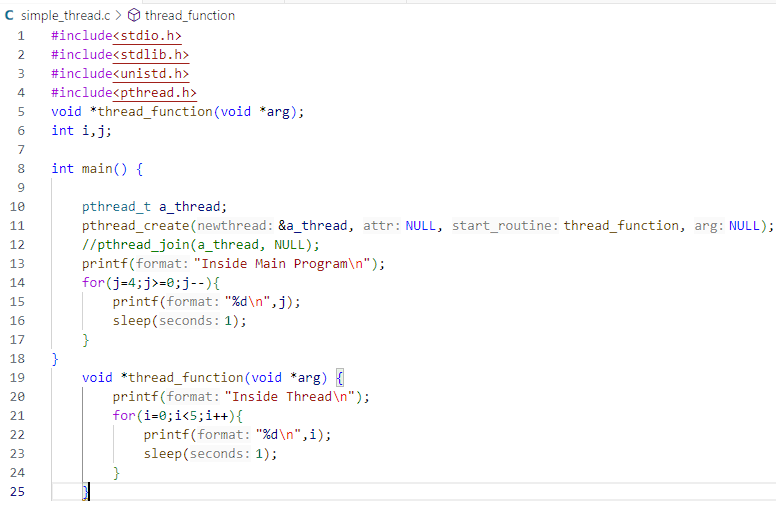 C simple_thread.c > thread_function
1 #include<stdio.h>
2 #include<stdlib.h>
3 #include<unistd.h>
4 #include<pthread.h>
5 void *thread_function(void *arg);
6 int i,j;
7
8 int main() {
9
10 pthread_t a_thread;
11 pthread_create(newthread: &a_thread, attr: NULL, start_routine: thread_function, arg: NULL);
12 //pthread_join(a_thread, NULL);
13 printf(format: "Inside Main Program\n");
14 for(j=4;j>=0;j--){
15 printf(format: "%d\n",j);
16 sleep(seconds: 1);
17 }
18 }
19 void *thread_function(void *arg) {
20 printf(format: "Inside Thread\n");
21 for(i=0;i<5;i++){
22 printf(format: "%d\n",i);
23 sleep(seconds: 1);
24 }
25 }